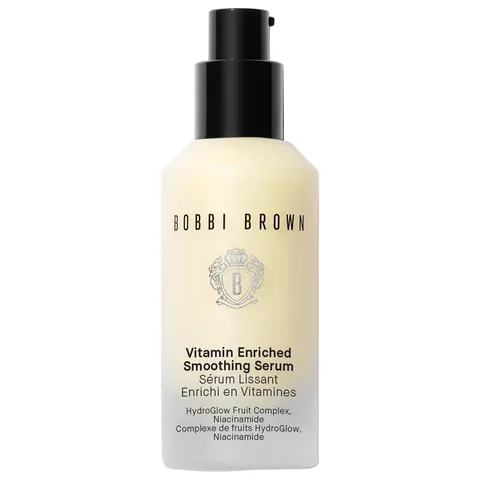 BOBBI BROWN
B
Vitamin Enriched
Smoothing Serum
Sérum Lissant
Enrichi en Vitamines
HydroGlow Fruit Complex,
Niacinamide
Complexe de fruits HydroGlow,
Niacinamide